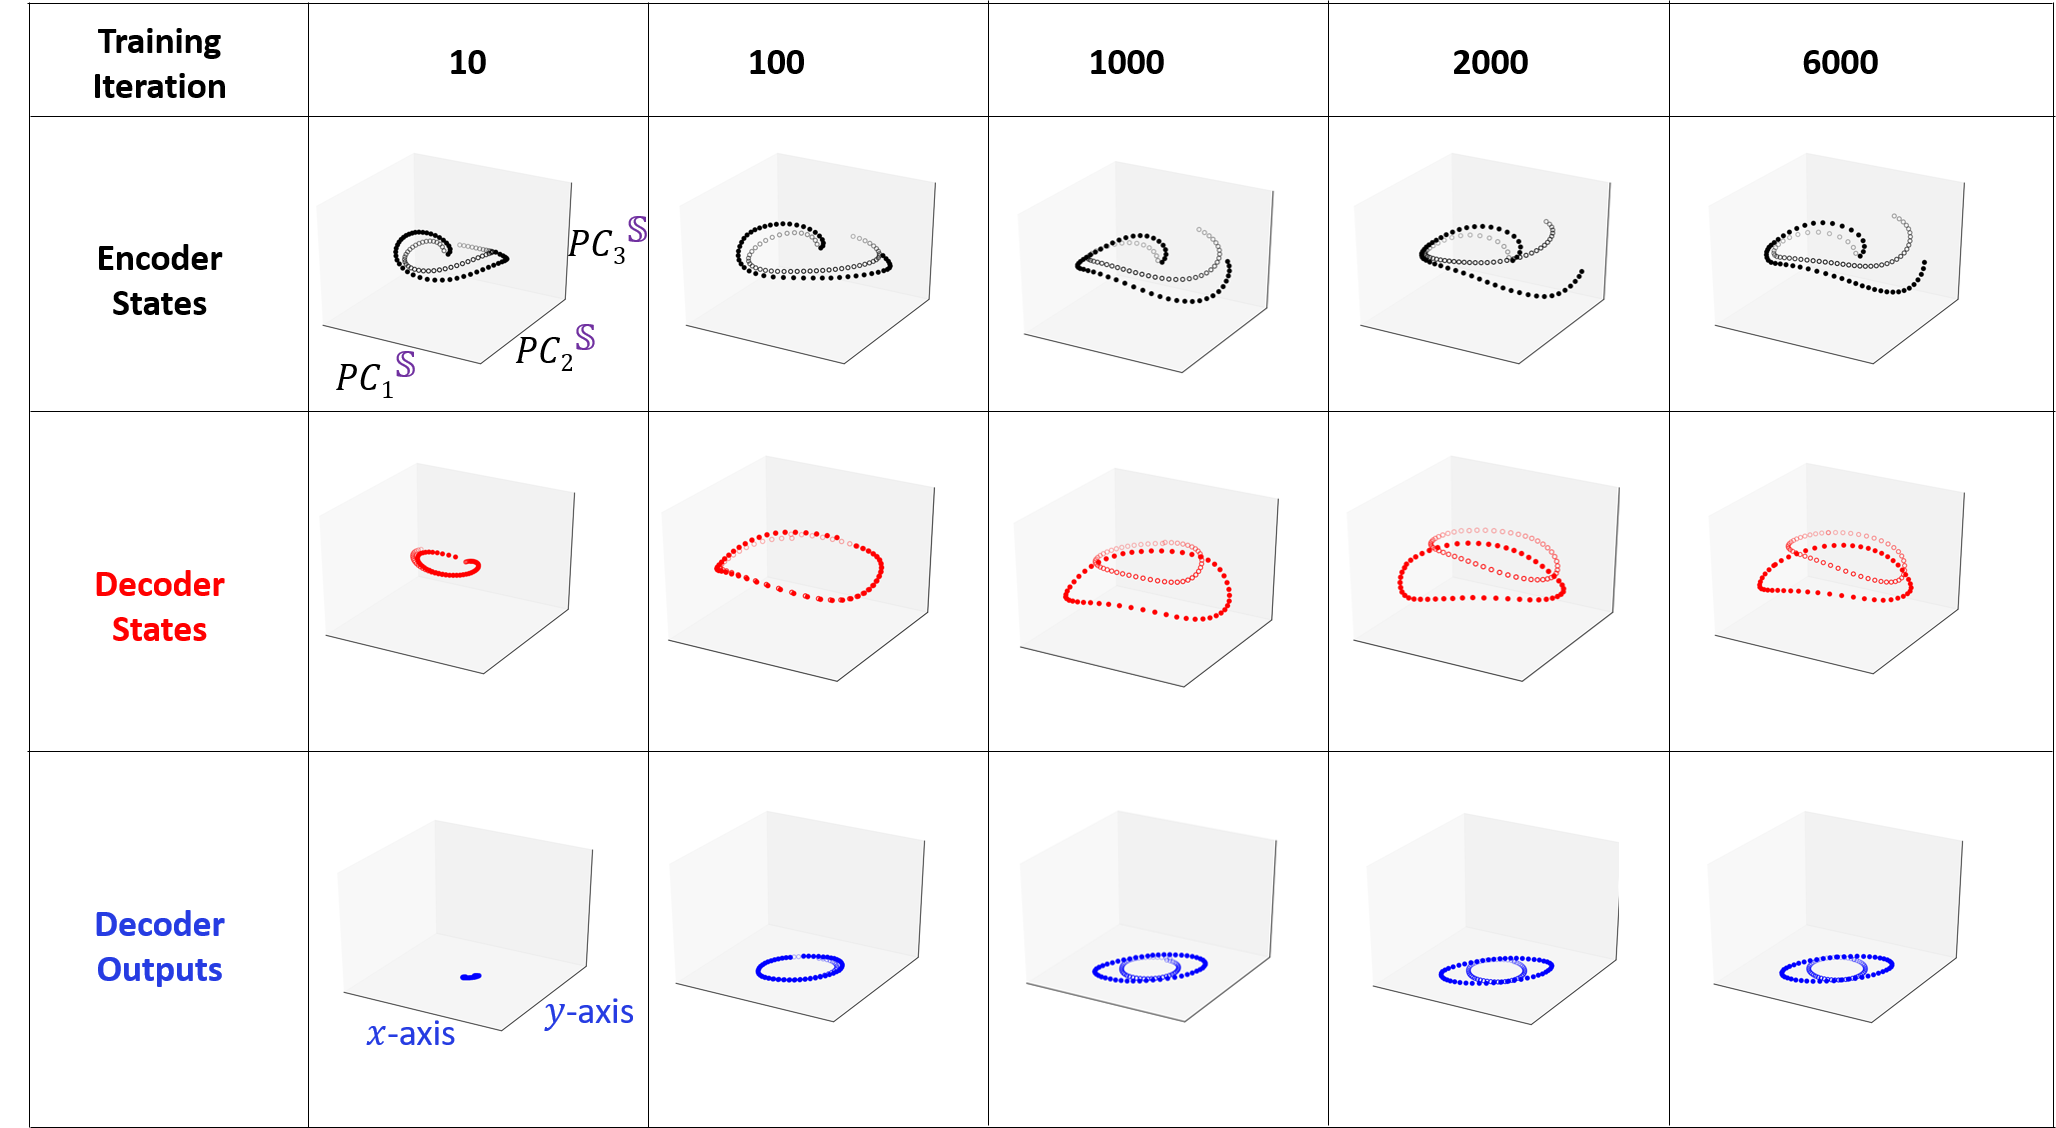 Training
Iteration
10
100
1000
2000
6000
Encoder
States
PC₃𝕊
PC₂𝕊
PC₁𝕊
Decoder
States
Decoder
Outputs
x-axis
y-axis